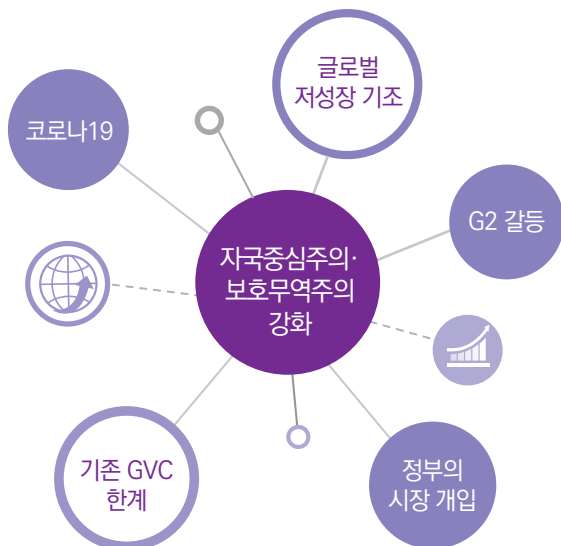 글로벌
저성장 기조
코로나19
G2 갈등
자국중심주의·
보호무역주의
강화
기존 GVC
한계
정부의
시장 개입